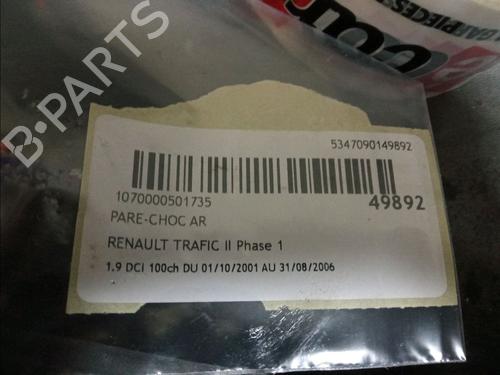 B-PARTS
5347090149892
1070000501735
49892
PARE-CHOC AR
RENAULT TRAFIC II Phase 1
1.9 DCI 100ch DU 01/10/2001 AU 31/08/2006